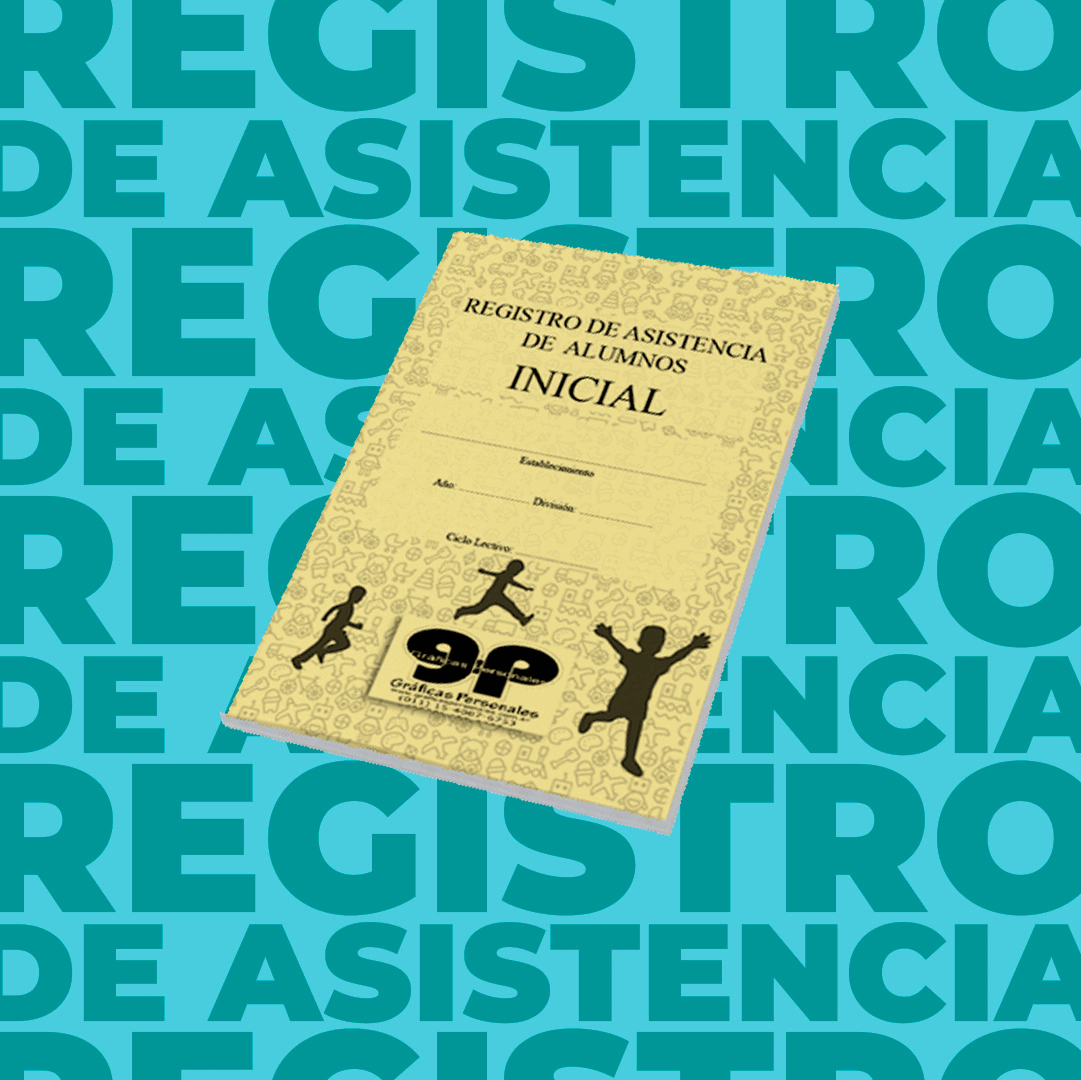 REGISTRO
DE ASISTENCIA
REGISTRO
DE ASISTENCIA
REGISTRO
DE ASISTENCIA
REGISTRO
DE ASISTENCIA
REGISTRO
REGISTRO DE ASISTENCIA
DE ALUMNOS
INICIAL
Establecimiento
Año: División:
Ciclo Lectivo:
gp
Gráficas Personales
Gráficas Personales
(011) 15-4067-6753